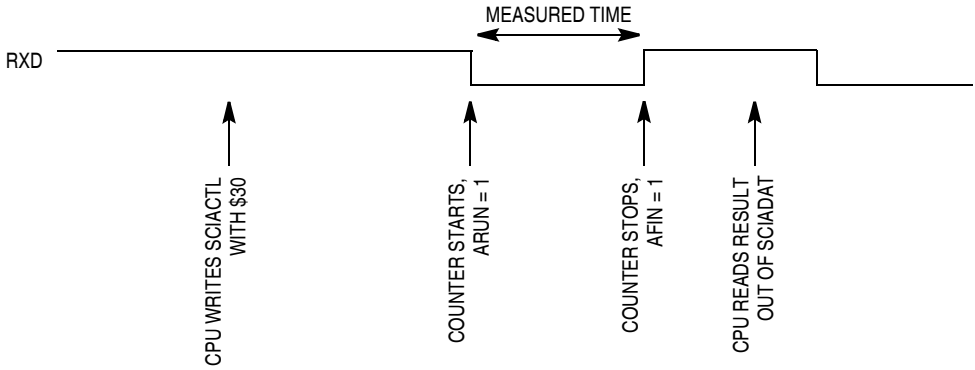 MEASURED TIME
RXD
CPU WRITES SCIACTL
WITH $30
COUNTER STARTS,
ARUN = 1
COUNTER STOPS,
AFIN = 1
CPU READS RESULT
OUT OF SCIADAT